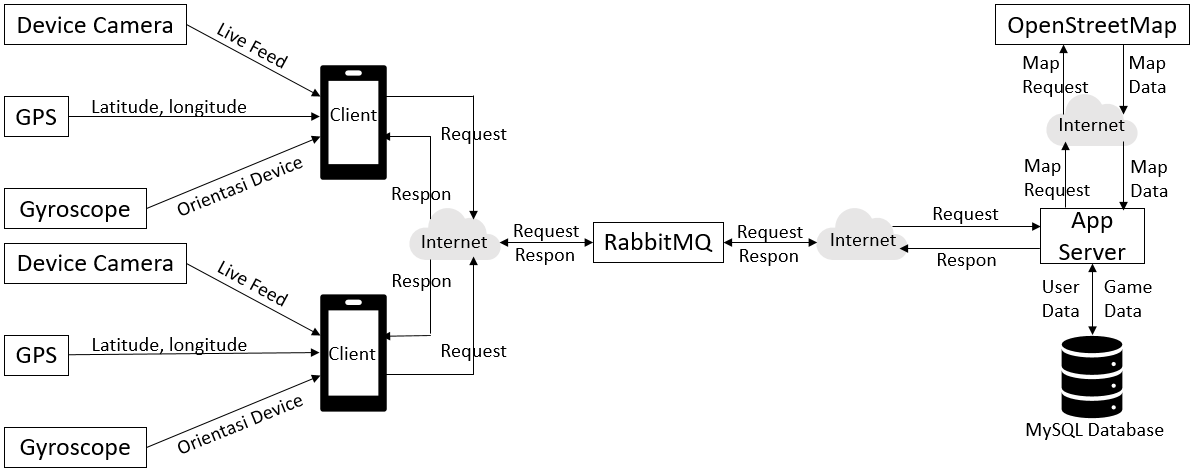 Device Camera
Live Feed
GPS
Latitude, longitude
Client
Gyroscope
Orientasi Device
Request
Respon
Device Camera
Live Feed
GPS
Latitude, longitude
Client
Gyroscope
Orientasi Device
Respon
Request
Internet
Request
Respon
RabbitMQ
Request
Respon
Internet
Request
Respon
OpenStreetMap
Map
Request
Map
Data
Internet
Map
Request
Map
Data
App
Server
User
Data
Game
Data
MySQL Database